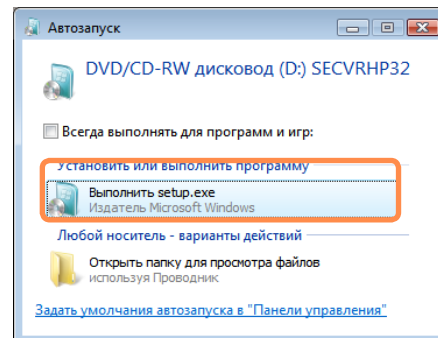 Автозапуск
DVD/CD-RW дисковод (D:) SECVRHP32
Всегда выполнять для программ и игр:
Установить или выполнить программу
Выполнить setup.exe
Издатель Microsoft Windows
Любой носитель - варианты действий
Открыть папку для просмотра файлов
используя Проводник
Задать умолчания автозапуска в "Панели управления"